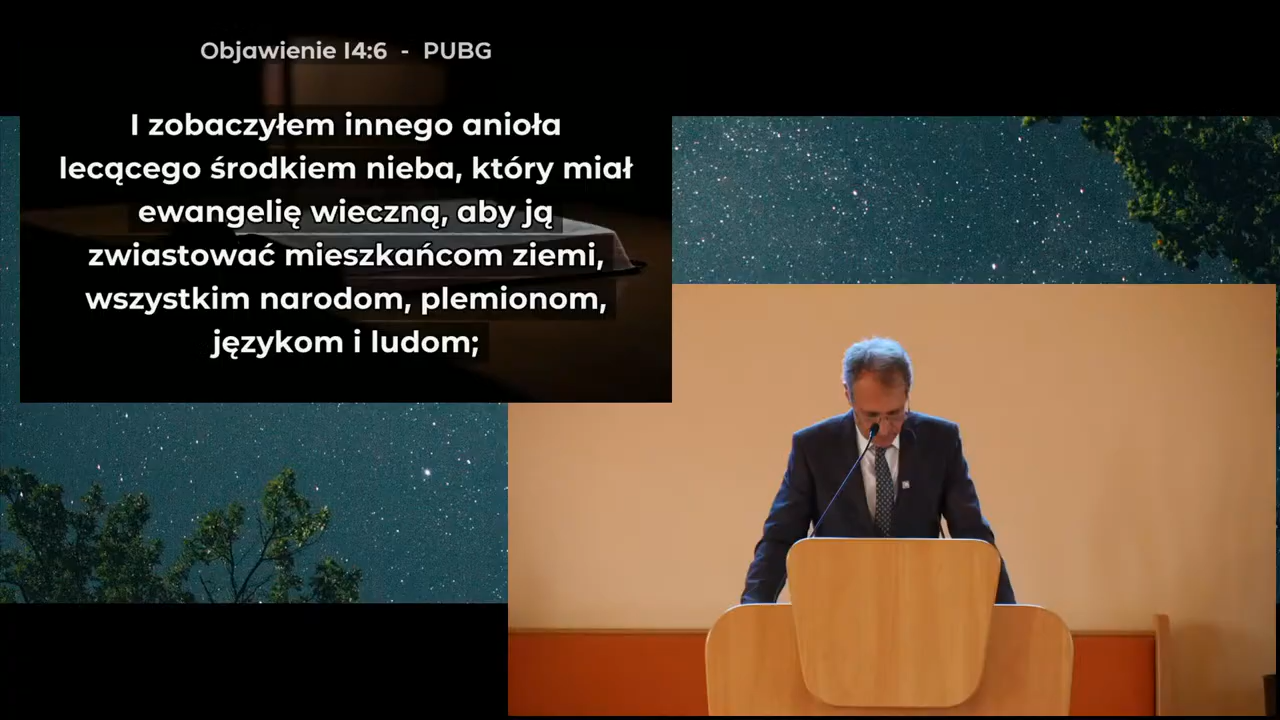 Objawienie 14:6 - PUBG
I zobaczyłem innego anioła
lecącego środkiem nieba, który miał
ewangelię wieczną, aby ją
zwiastować mieszkańcom ziemi,
wszystkim narodom, plemionom,
językom i ludom;